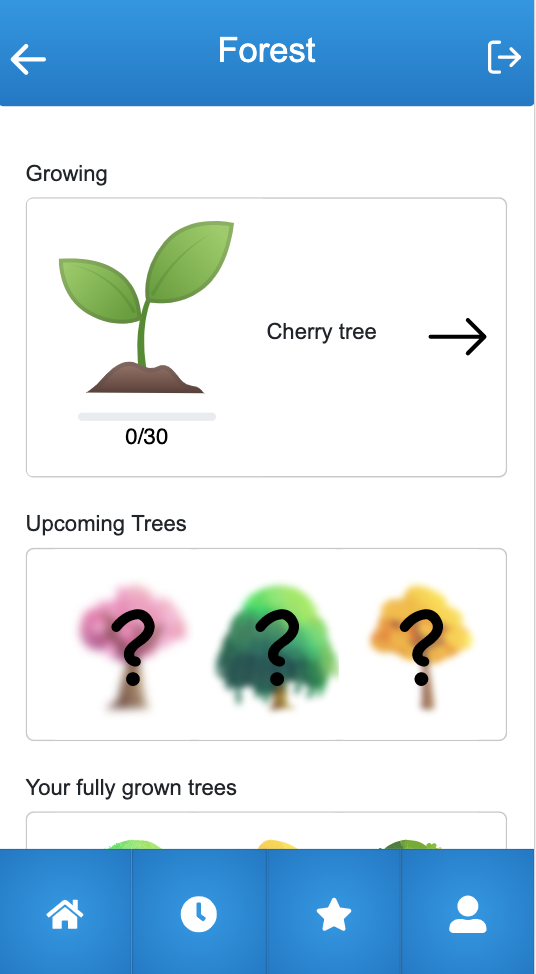 Forest
Growing
Cherry tree
0/30
Upcoming Trees
? ? ?
Your fully grown trees